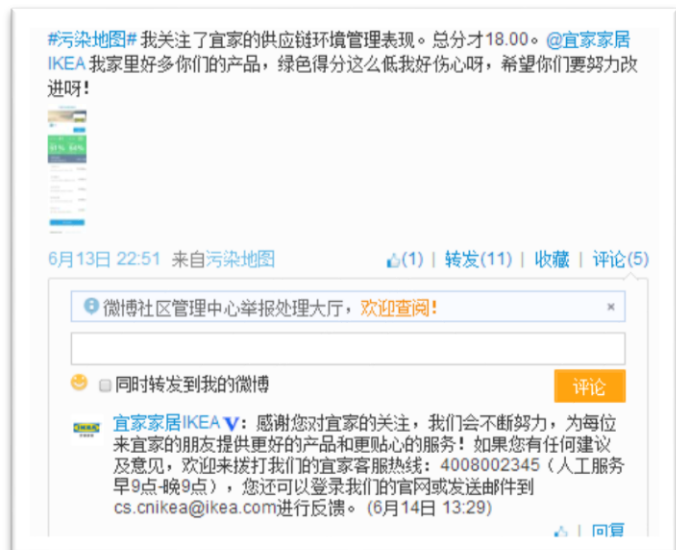 #污染地图# 我关注了宜家的供应链环境管理表现。总分才18.00。@宜家家居
IKEA 我家里好多你们的产品，绿色得分这么低我好伤心呀，希望你们要努力改
进呀！
6月13日 22:51 来自污染地图 (1) | 转发(11) | 收藏 | 评论(5)
微博社区管理中心举报处理大厅，欢迎查阅！ ×
同时转发到我的微博 评论
宜家家居IKEA V：感谢您对宜家的关注，我们会不断努力，为每位
来宜家的朋友提供更好的产品和更贴心的服务！如果您有任何建议
及意见，欢迎来拨打我们的宜家客服热线：4008002345（人工服务
早9点-晚9点），您还可以登录我们的官网或发送邮件到
cs.cnikea@ikea.com进行反馈。 (6月14日 13:29)
| 回复